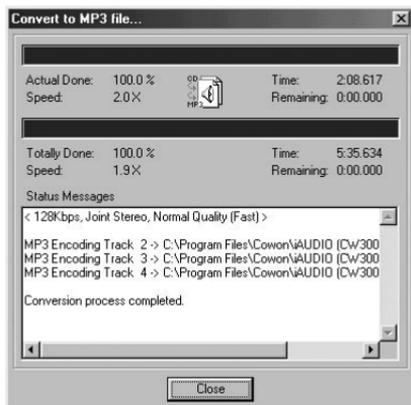 Convert to MP3 file...
Actual Done: 100.0 % CD Time: 2:08.617
Speed: 2.0X MP3 Remaining: 0:00.000
Totally Done: 100.0 % Time: 5:35.634
Speed: 1.9X Remaining: 0:00.000
Status Messages
< 128Kbps, Joint Stereo, Normal Quality (Fast) >
MP3 Encoding Track 2 -> C:\Program Files\Cowon\iAUDIO (CW300
MP3 Encoding Track 3 -> C:\Program Files\Cowon\iAUDIO (CW300
MP3 Encoding Track 4 -> C:\Program Files\Cowon\iAUDIO (CW300
Conversion process completed.
Close